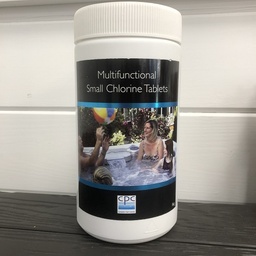 Multifunctional
Small Chlorine Tablets
cpc